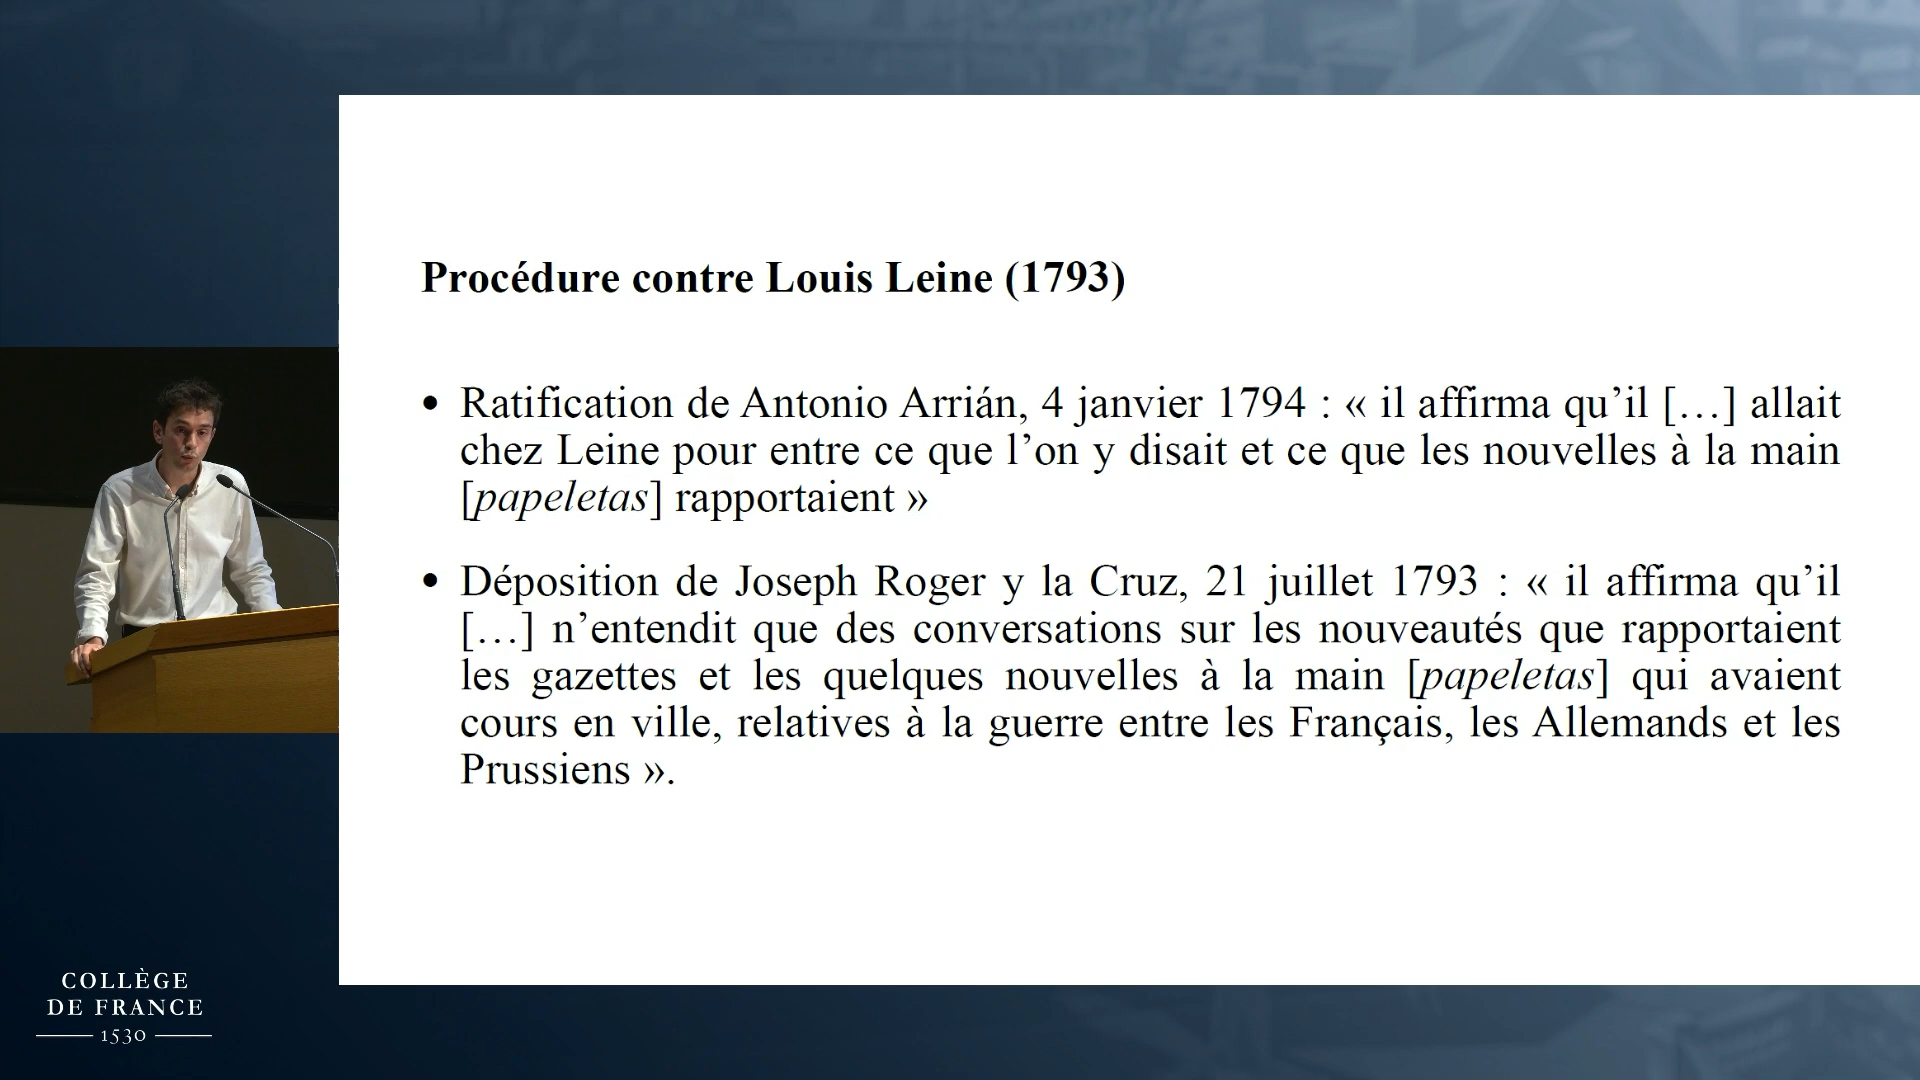 Procédure contre Louis Leine (1793)
• Ratification de Antonio Arrián, 4 janvier 1794 : « il affirma qu’il […] allait
chez Leine pour entre ce que l’on y disait et ce que les nouvelles à la main
[papeletas] rapportaient »
• Déposition de Joseph Roger y la Cruz, 21 juillet 1793 : « il affirma qu’il
[…] n’entendit que des conversations sur les nouveautés que rapportaient
les gazettes et les quelques nouvelles à la main [papeletas] qui avaient
cours en ville, relatives à la guerre entre les Français, les Allemands et les
Prussiens ».
COLLÈGE
DE FRANCE
1530